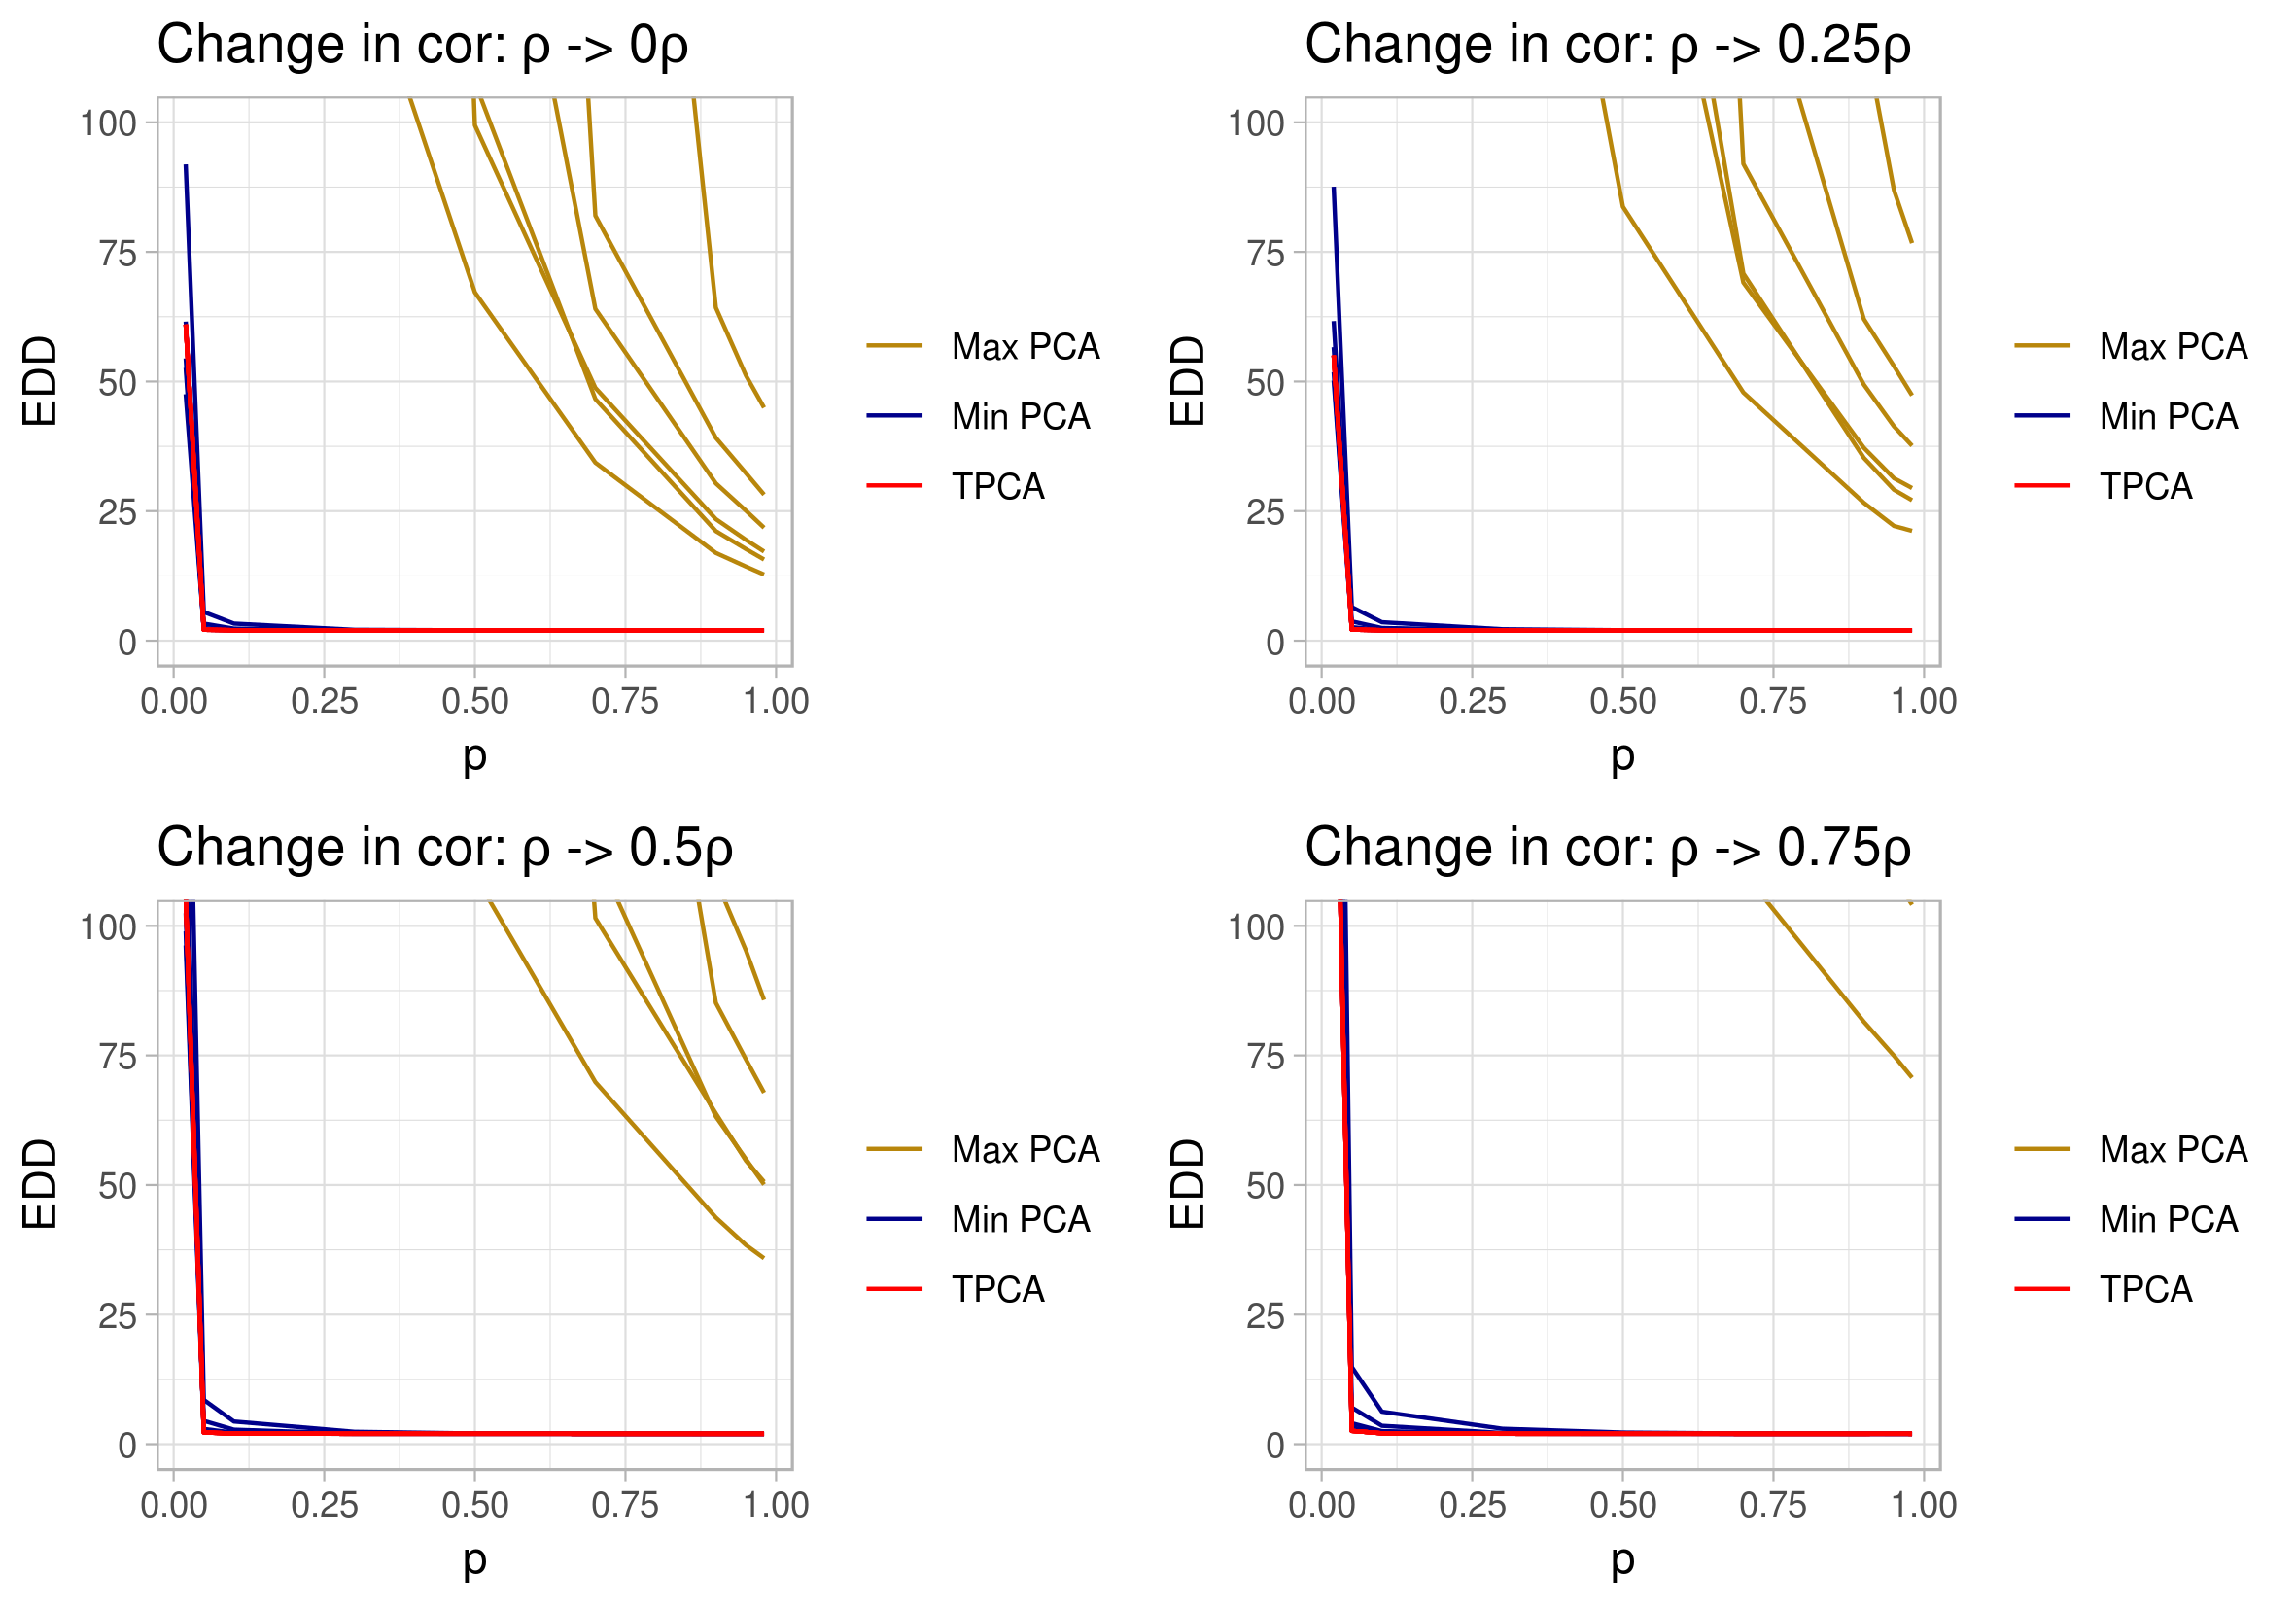 Change in cor: ρ -> 0ρ
EDD
100
75
50
25
0
0.00 0.25 0.50 0.75 1.00
p
Max PCA
Min PCA
TPCA
Change in cor: ρ -> 0.25ρ
EDD
100
75
50
25
0
0.00 0.25 0.50 0.75 1.00
p
Max PCA
Min PCA
TPCA
Change in cor: ρ -> 0.5ρ
EDD
100
75
50
25
0
0.00 0.25 0.50 0.75 1.00
p
Max PCA
Min PCA
TPCA
Change in cor: ρ -> 0.75ρ
EDD
100
75
50
25
0
0.00 0.25 0.50 0.75 1.00
p
Max PCA
Min PCA
TPCA